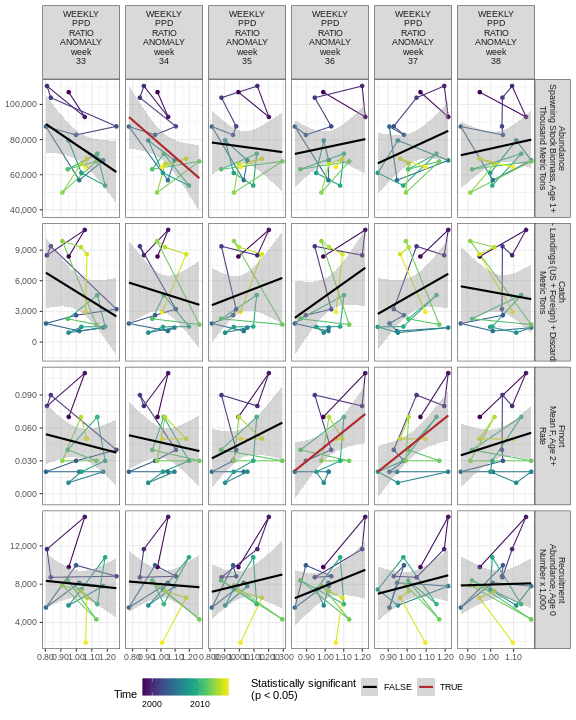 WEEKLY
PPD
RATIO
ANOMALY
week
33
WEEKLY
PPD
RATIO
ANOMALY
week
34
WEEKLY
PPD
RATIO
ANOMALY
week
35
WEEKLY
PPD
RATIO
ANOMALY
week
36
WEEKLY
PPD
RATIO
ANOMALY
week
37
WEEKLY
PPD
RATIO
ANOMALY
week
38
100,000
80,000
60,000
40,000
Abundance
Spawning Stock Biomass, Age 1+
Thousand Metric Tons
9,000
6,000
3,000
0
Catch
- Landings (US + Foreign) + Discard
Metric Tons
0.090
0.060
0.030
0.000
Fmort
Mean F, Age 2+
Rate
12,000
8,000
4,000
Recruitment
Abundance, Age 0
Number x 1,000
0.80 0.90 1.00 1.10 1.20
0.80 0.90 1.00 1.10 1.20
0.80 0.90 1.00 1.10 1.20 1.30
0.90 1.00 1.10 1.20
0.90 1.00 1.10 1.20
0.90 1.00 1.10
Time
2000 2010
Statistically significant
(p < 0.05)
FALSE
TRUE